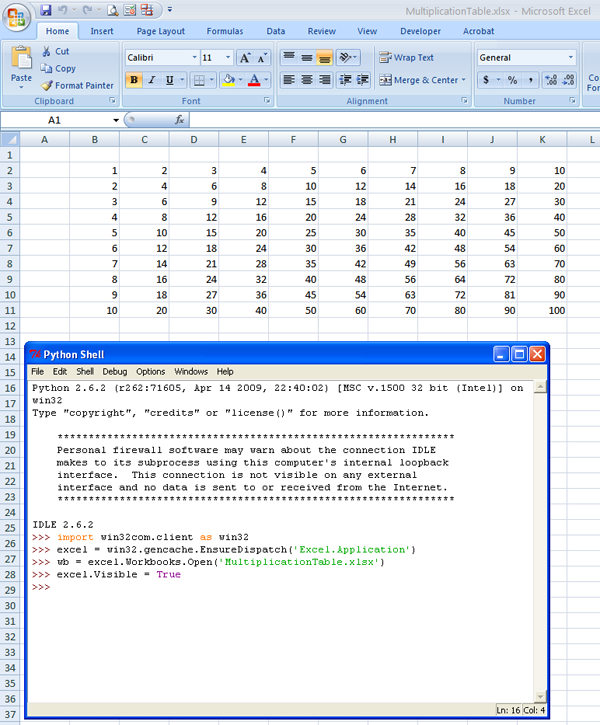 MultiplicationTable.xlsx - Microsoft Excel
Home Insert Page Layout Formulas Data Review Developer Acrobat
Paste
Cut
Copy
Format Painter
Clipboard
Calibri 11
B I U A
Font
Wrap Text
Merge & Center
Alignment
General
$ % , .0 .00 .00 .0
Number
Co
For
A1 fx
A B C D E F G H I J K L
1
2 1 2 3 4 5 6 7 8 9 10
3 2 4 6 8 10 12 14 16 18 20
4 3 6 9 12 15 18 21 24 27 30
5 4 8 12 16 20 24 28 32 36 40
6 5 10 15 20 25 30 35 40 45 50
7 6 12 18 24 30 36 42 48 54 60
8 7 14 21 28 35 42 49 56 63 70
9 8 16 24 32 40 48 56 64 72 80
10 9 18 27 36 45 54 63 72 81 90
11 10 20 30 40 50 60 70 80 90 100
12
13
14
15
16
17
18
19
20
21
22
23
24
25
26
27
28
29
30
31
32
33
34
35
36
37
Python Shell
File Edit Shell Debug Options Windows Help
Python 2.6.2 (r262:71605, Apr 14 2009, 22:40:02) [MSC v.1500 32 bit (Intel)] on
win32
Type "copyright", "credits" or "license()" for more information.
****************************************************************
Personal firewall software may warn about the connection IDLE
makes to its subprocess using this computer's internal loopback
interface.  This connection is not visible on any external
interface and no data is sent to or received from the Internet.
****************************************************************
IDLE 2.6.2
>>> import win32com.client as win32
>>> excel = win32.gencache.EnsureDispatch('Excel.Application')
>>> wb = excel.Workbooks.Open('MultiplicationTable.xlsx')
>>> excel.Visible = True
>>>
Ln: 16 Col: 4